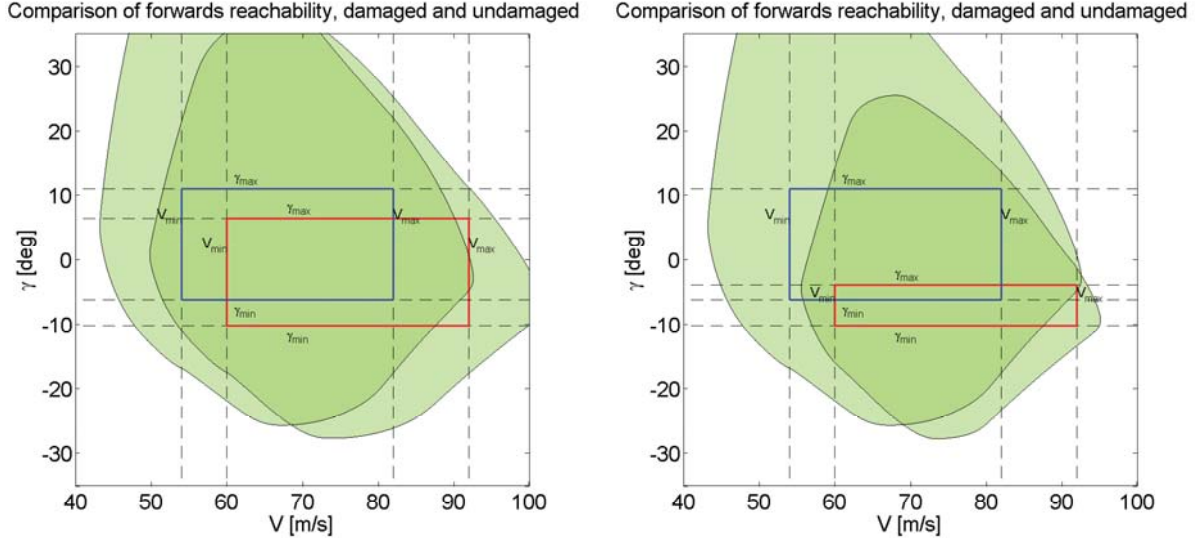 Comparison of forwards reachability, damaged and undamaged
30
20
10
0
-10
-20
-30
γ [deg]
γmax
γmax
Vmin
Vmax
Vmin
Vmax
γmin
γmin
40 50 60 70 80 90 100
V [m/s]
Comparison of forwards reachability, damaged and undamaged
30
20
10
0
-10
-20
-30
γ [deg]
γmax
Vmin
Vmax
γmax
Vmin
Vmax
γmin
γmin
40 50 60 70 80 90 100
V [m/s]